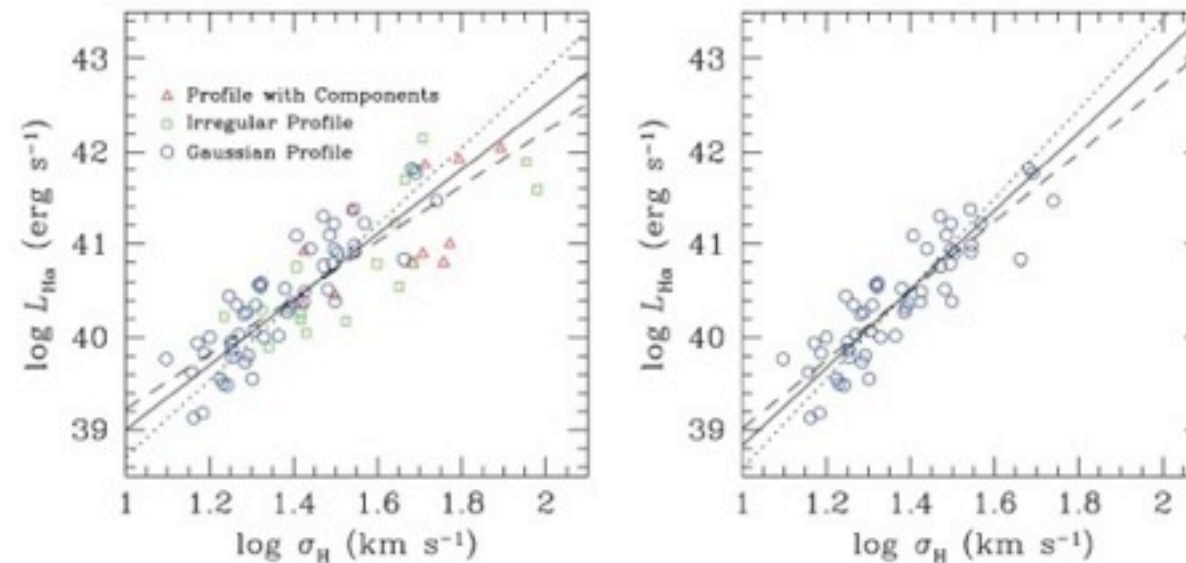 43
42
41
40
39
log L_Hα (erg s⁻¹)
Profile with Components
Irregular Profile
Gaussian Profile
1 1.2 1.4 1.6 1.8 2
log σ_H (km s⁻¹)
43
42
41
40
39
log L_Hα (erg s⁻¹)
1 1.2 1.4 1.6 1.8 2
log σ_H (km s⁻¹)